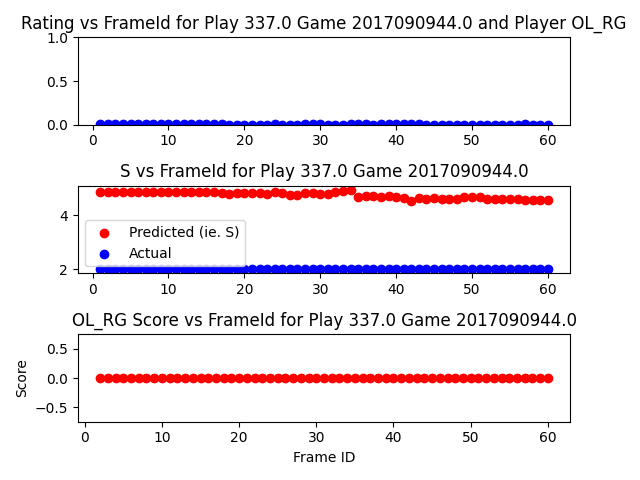 Rating vs FrameId for Play 337.0 Game 2017090944.0 and Player OL_RG
1.0
0.5
0.0
0 10 20 30 40 50 60
S vs FrameId for Play 337.0 Game 2017090944.0
4
2
Predicted (ie. S)
Actual
0 10 20 30 40 50 60
OL_RG Score vs FrameId for Play 337.0 Game 2017090944.0
Score
0.5
0.0
−0.5
0 10 20 30 40 50 60
Frame ID